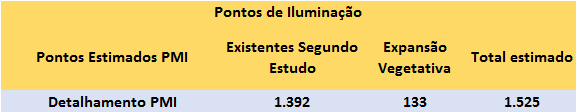 Pontos de Iluminação
Pontos Estimados PMI
Existentes Segundo
Estudo
Expansão
Vegetativa
Total estimado
Detalhamento PMI
1.392
133
1.525